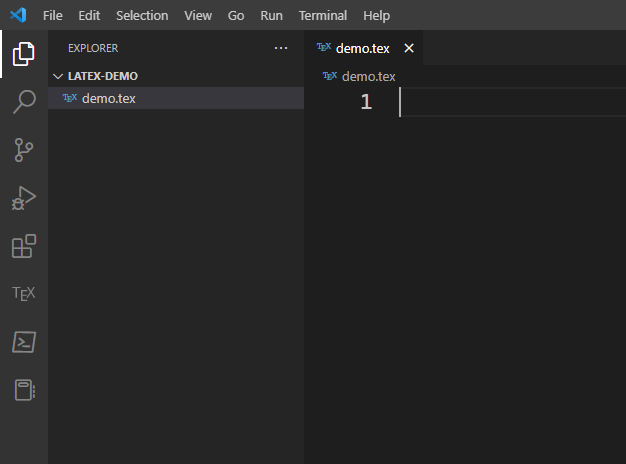 File Edit Selection View Go Run Terminal Help
EXPLORER ···
LATEX-DEMO
TEX demo.tex
TEX demo.tex ×
TEX demo.tex
1
TEX